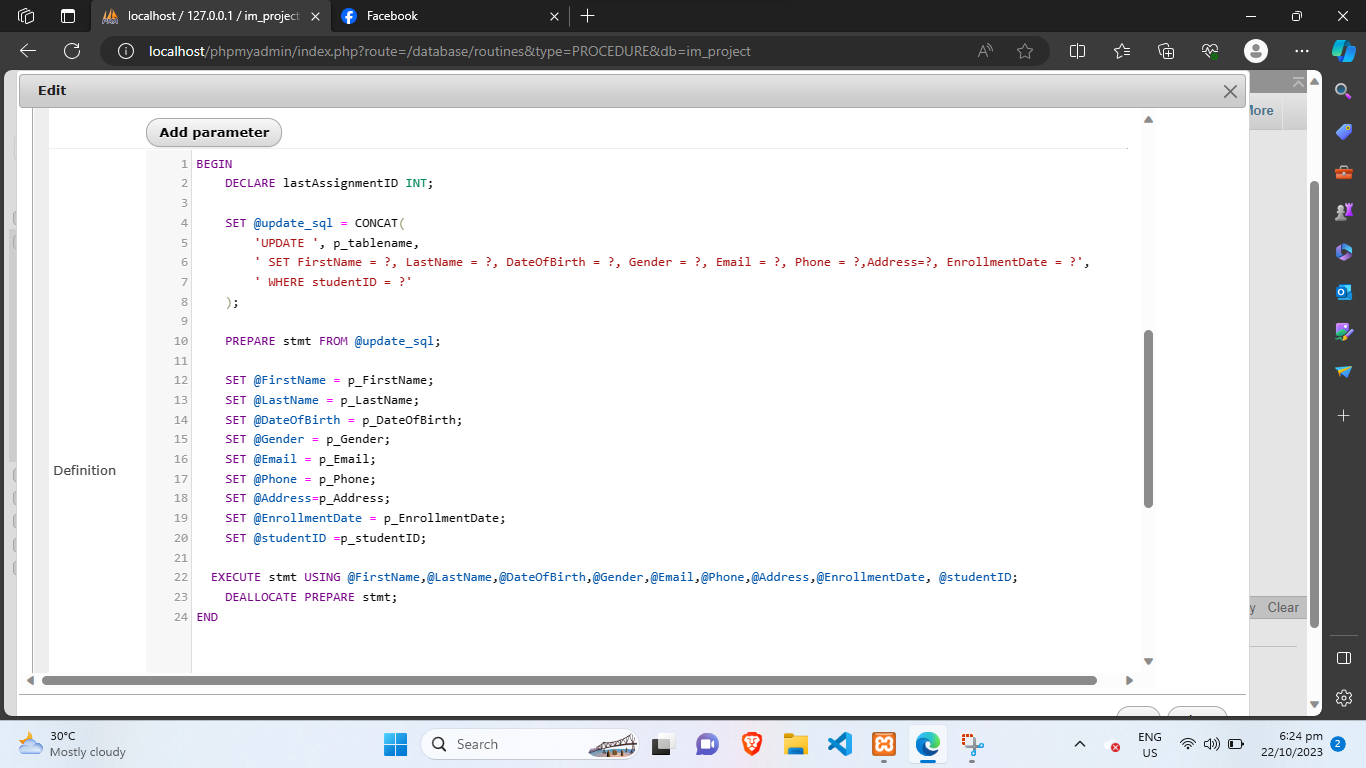 localhost / 127.0.0.1 / im_project
Facebook
localhost/phpmyadmin/index.php?route=/database/routines&type=PROCEDURE&db=im_project
Edit
More
Add parameter
1 BEGIN
2 DECLARE lastAssignmentID INT;
3
4 SET @update_sql = CONCAT(
5 'UPDATE ', p_tablename,
6 ' SET FirstName = ?, LastName = ?, DateOfBirth = ?, Gender = ?, Email = ?, Phone = ?,Address=?, EnrollmentDate = ?',
7 ' WHERE studentID = ?'
8 );
9
10 PREPARE stmt FROM @update_sql;
11
12 SET @FirstName = p_FirstName;
13 SET @LastName = p_LastName;
14 SET @DateOfBirth = p_DateOfBirth;
15 SET @Gender = p_Gender;
16 SET @Email = p_Email;
17 SET @Phone = p_Phone;
18 SET @Address=p_Address;
19 SET @EnrollmentDate = p_EnrollmentDate;
20 SET @studentID =p_studentID;
21
22 EXECUTE stmt USING @FirstName,@LastName,@DateOfBirth,@Gender,@Email,@Phone,@Address,@EnrollmentDate, @studentID;
23 DEALLOCATE PREPARE stmt;
24 END
Definition
Clear
30°C
Mostly cloudy
Search
ENG
US
6:24 pm
22/10/2023
2